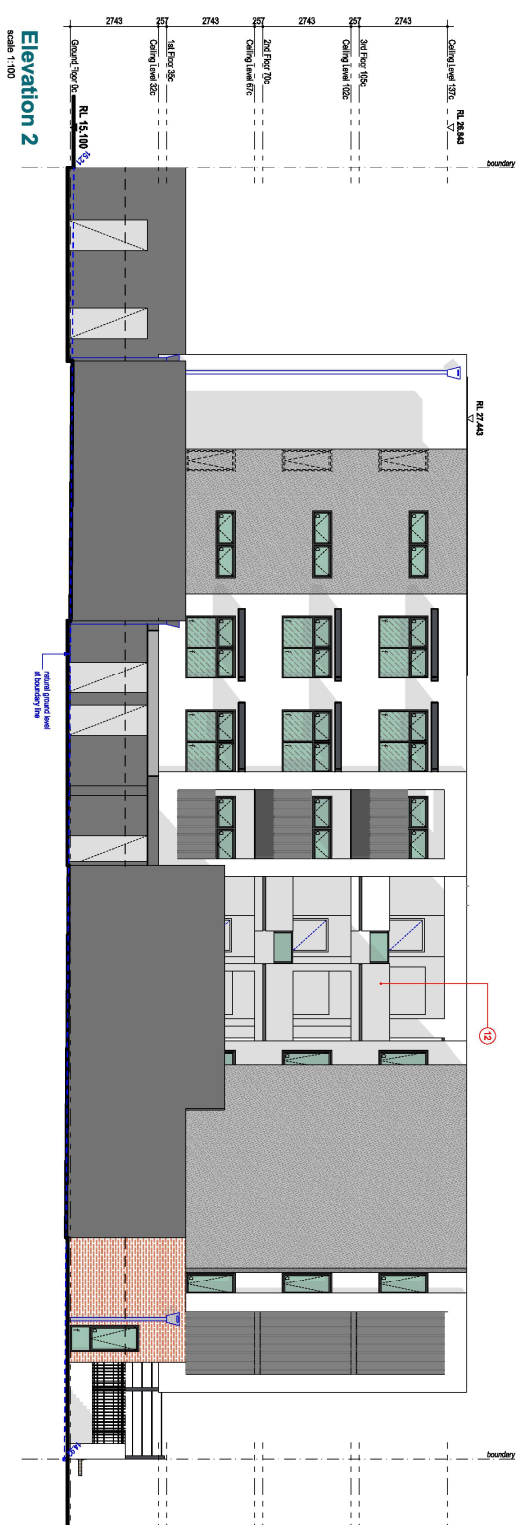 boundary
boundary
RL 27.443
RL 26.843
Ceiling Level 137c
2743
3rd Floor 105c
257
Ceiling Level 102c
2743
2nd Floor 70c
257
Ceiling Level 67c
2743
1st Floor 35c
257
Ceiling Level 32c
2743
Ground Floor 0c
RL 15.100
15.21
12
natural ground level
at boundary line
Elevation 2
scale 1:100